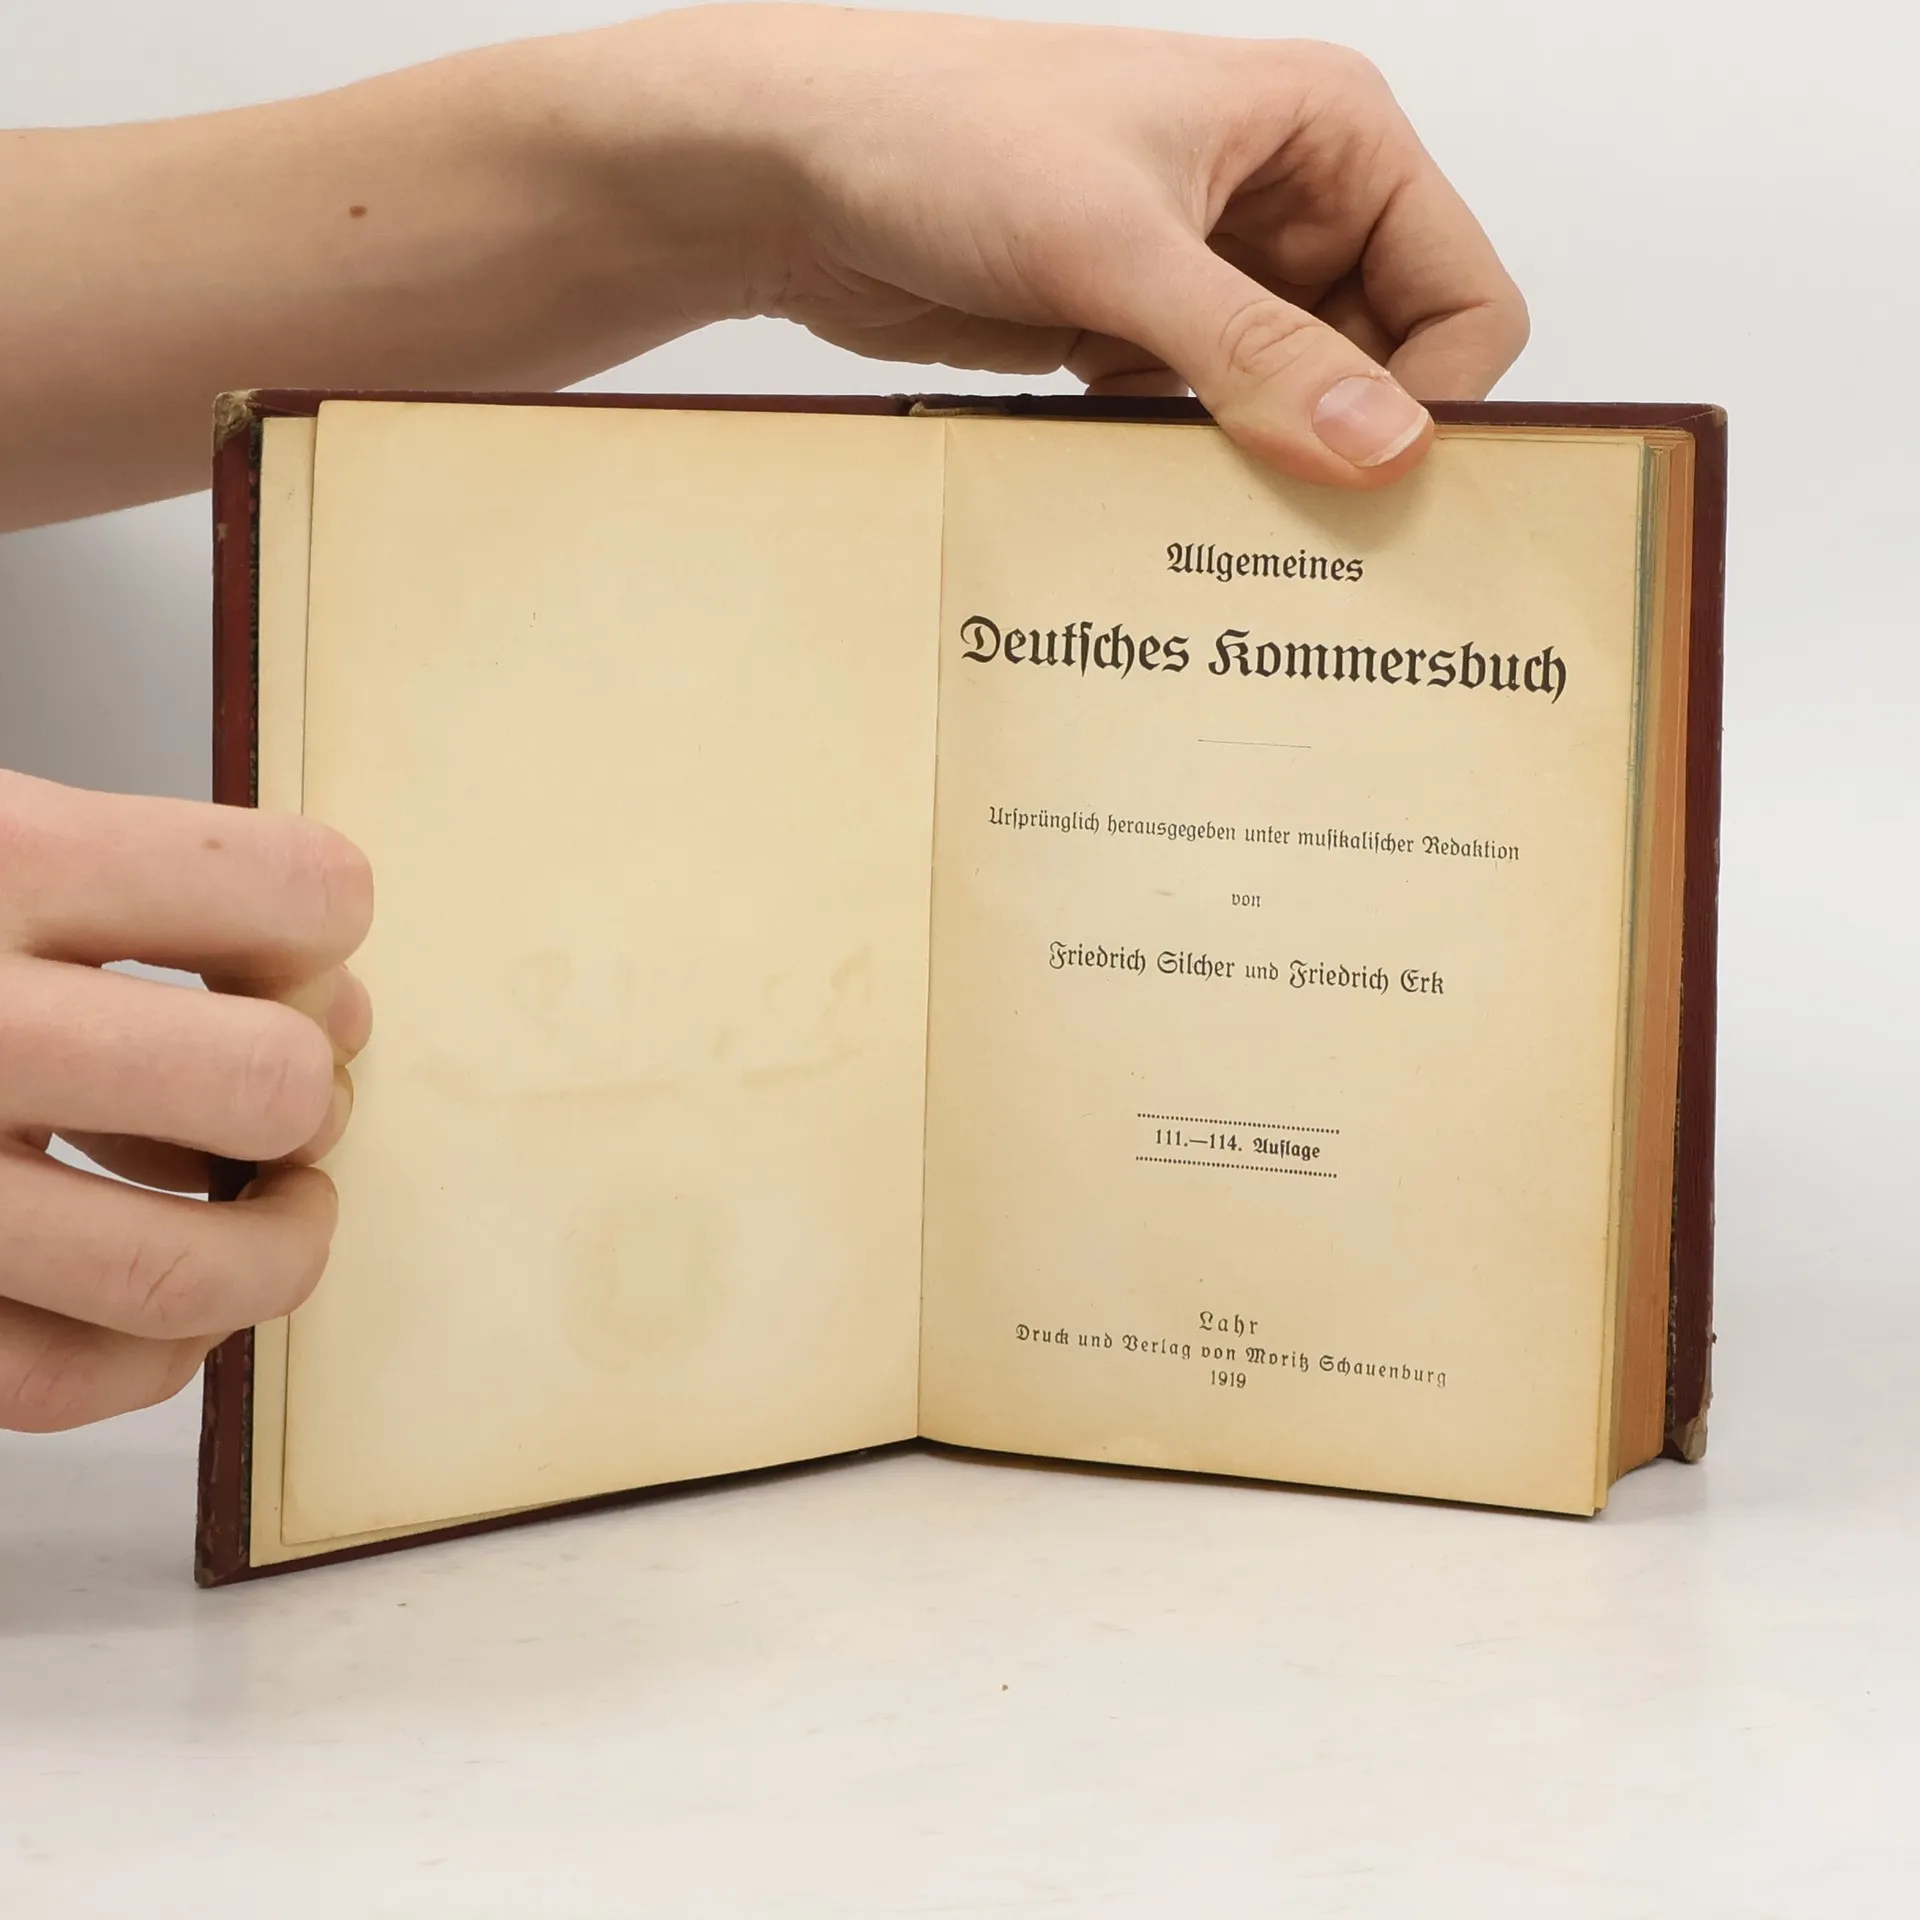 Allgemeines
Deutſches Kommersbuch
Urſprünglich herausgegeben unter muſikaliſcher Redaktion
von
Friedrich Silcher und Friedrich Erk
111.—114. Auflage
Lahr
Druck und Verlag von Moritz Schauenburg
1919